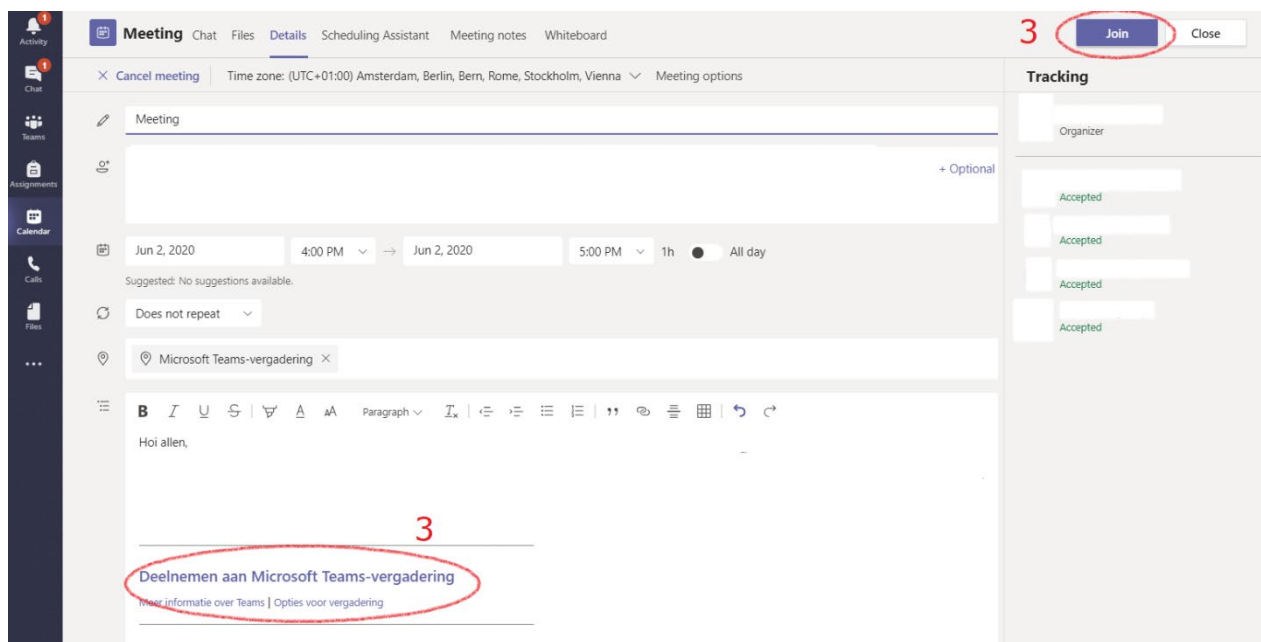 1
Activity
1
Chat
Teams
Assignments
Calendar
Calls
Files
Meeting Chat Files Details Scheduling Assistant Meeting notes Whiteboard
3
Join
Close
Cancel meeting
Time zone: (UTC+01:00) Amsterdam, Berlin, Bern, Rome, Stockholm, Vienna
Meeting options
Tracking
Meeting
+ Optional
Organizer
Accepted
Accepted
Accepted
Accepted
Jun 2, 2020 4:00 PM → Jun 2, 2020 5:00 PM 1h All day
Suggested: No suggestions available.
Does not repeat
Microsoft Teams-vergadering ×
B I U S A AA Paragraph
Hoi allen,
3
Deelnemen aan Microsoft Teams-vergadering
Meer informatie over Teams | Opties voor vergadering